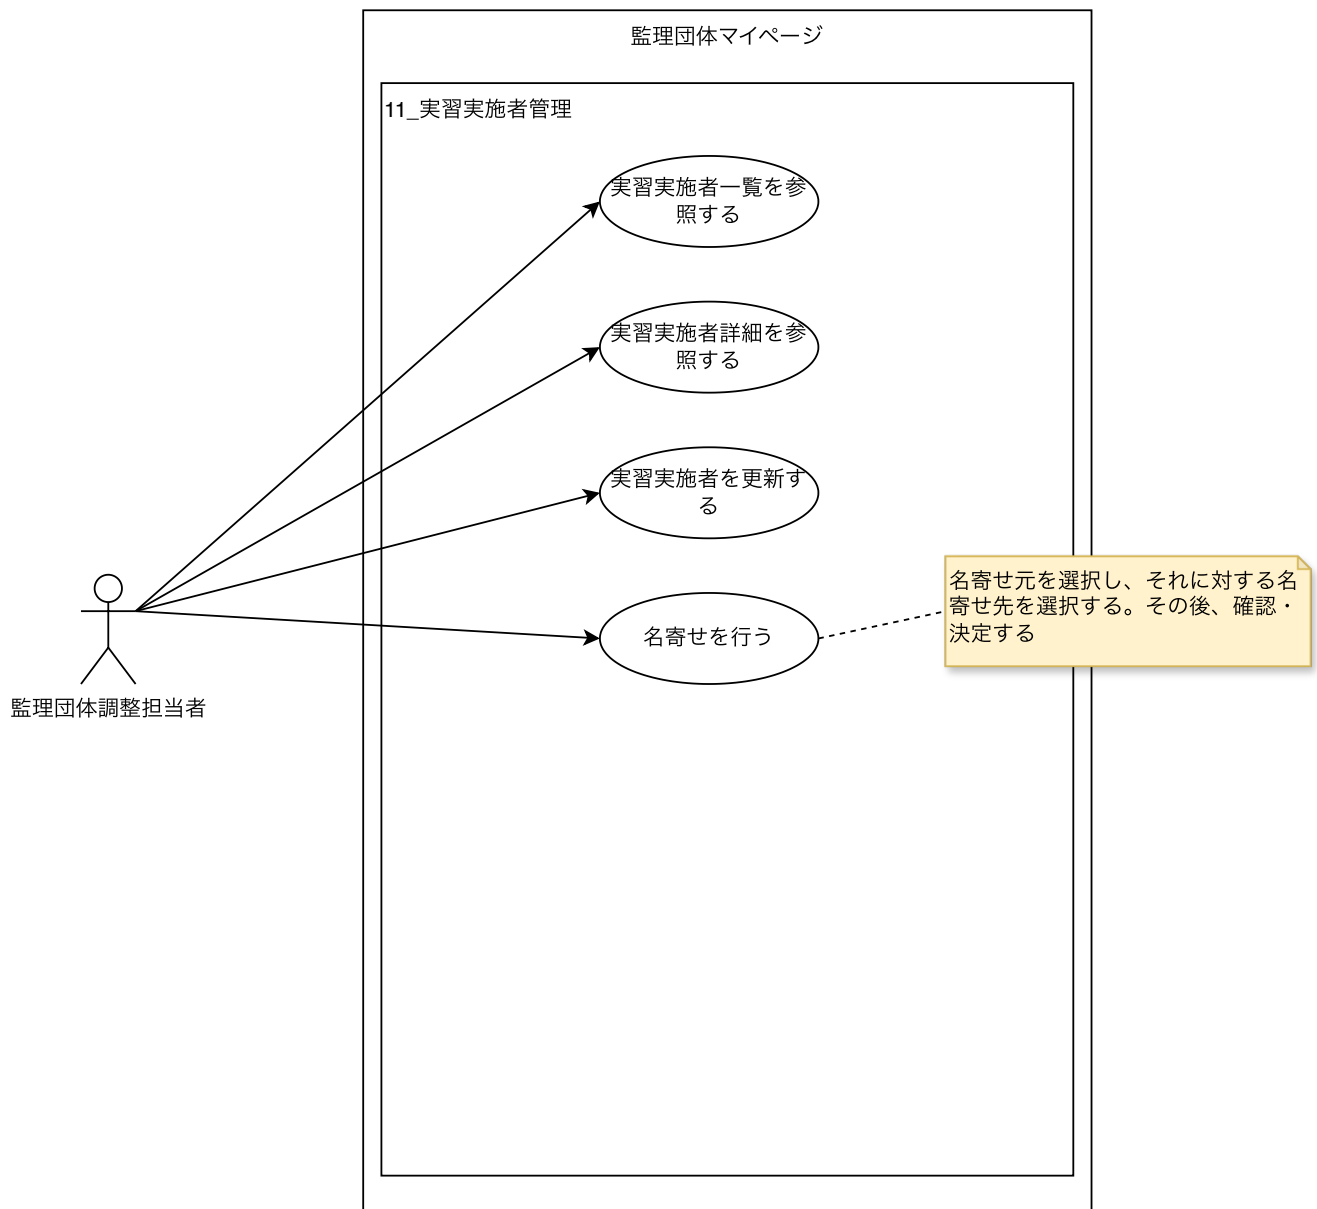 監理団体マイページ
11_実習実施者管理
実習実施者一覧を参
照する
実習実施者詳細を参
照する
実習実施者を更新す
る
名寄せを行う
名寄せ元を選択し、それに対する名
寄せ先を選択する。その後、確認・
決定する
監理団体調整担当者